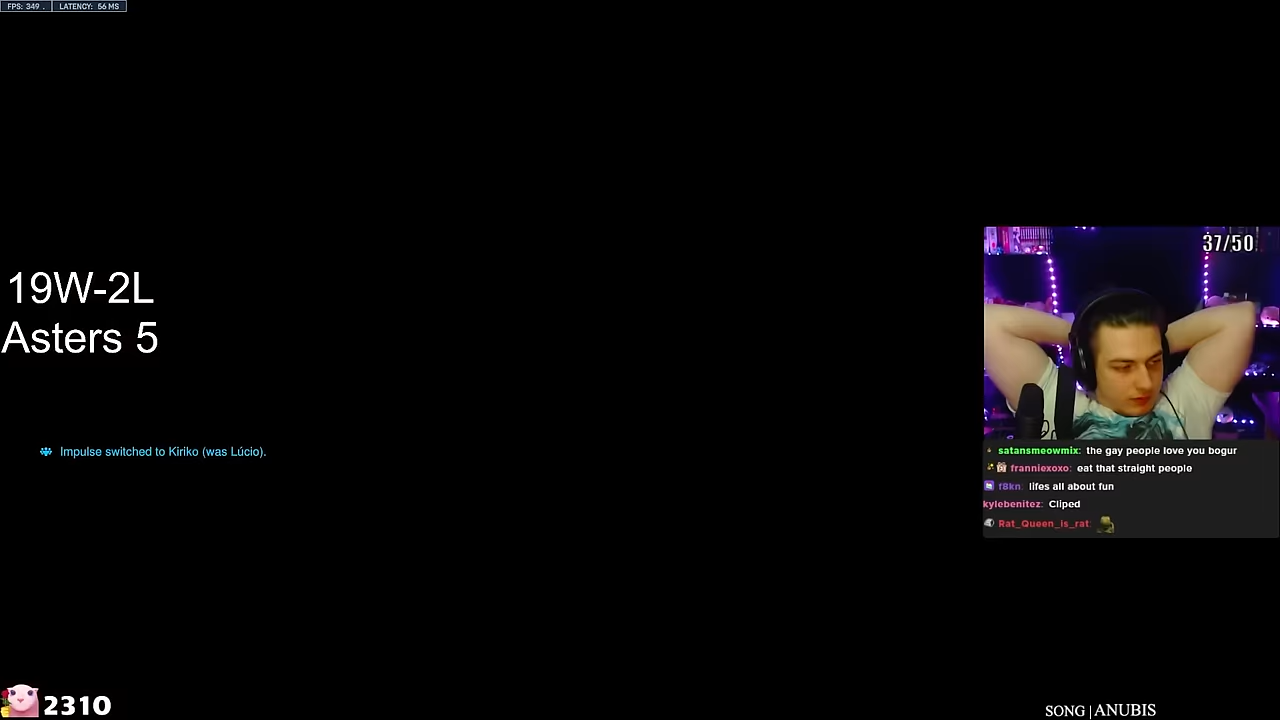 FPS: 349 . LATENCY: 56 MS
37/50
19W-2L
Asters 5
Impulse switched to Kiriko (was Lúcio).
satansmeowmix: the gay people love you bogur
franniexoxo: eat that straight people
f8kn: lifes all about fun
kylebenitez: Cliped
Rat_Queen_is_rat:
2310
SONG | ANUBIS